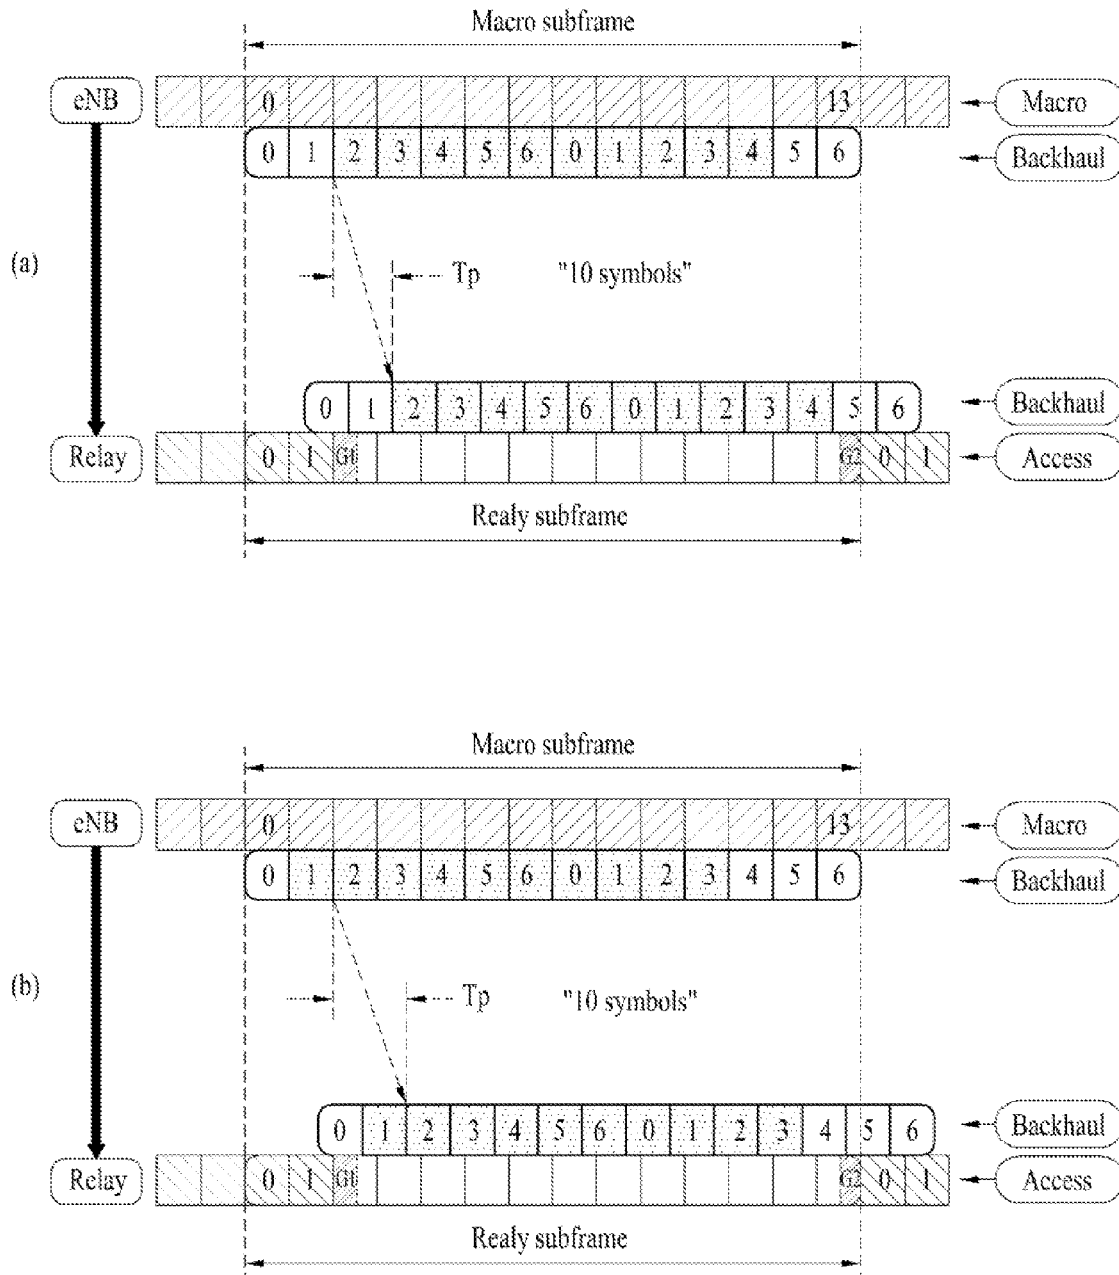 Macro subframe
eNB 0 13 Macro
0 1 2 3 4 5 6 0 1 2 3 4 5 6 Backhaul
(a) Tp "10 symbols"
0 1 2 3 4 5 6 0 1 2 3 4 5 6 Backhaul
Relay 0 1 G1 G2 0 1 Access
Realy subframe
Macro subframe
eNB 0 13 Macro
0 1 2 3 4 5 6 0 1 2 3 4 5 6 Backhaul
(b) Tp "10 symbols"
0 1 2 3 4 5 6 0 1 2 3 4 5 6 Backhaul
Relay 0 1 G1 G2 0 1 Access
Realy subframe